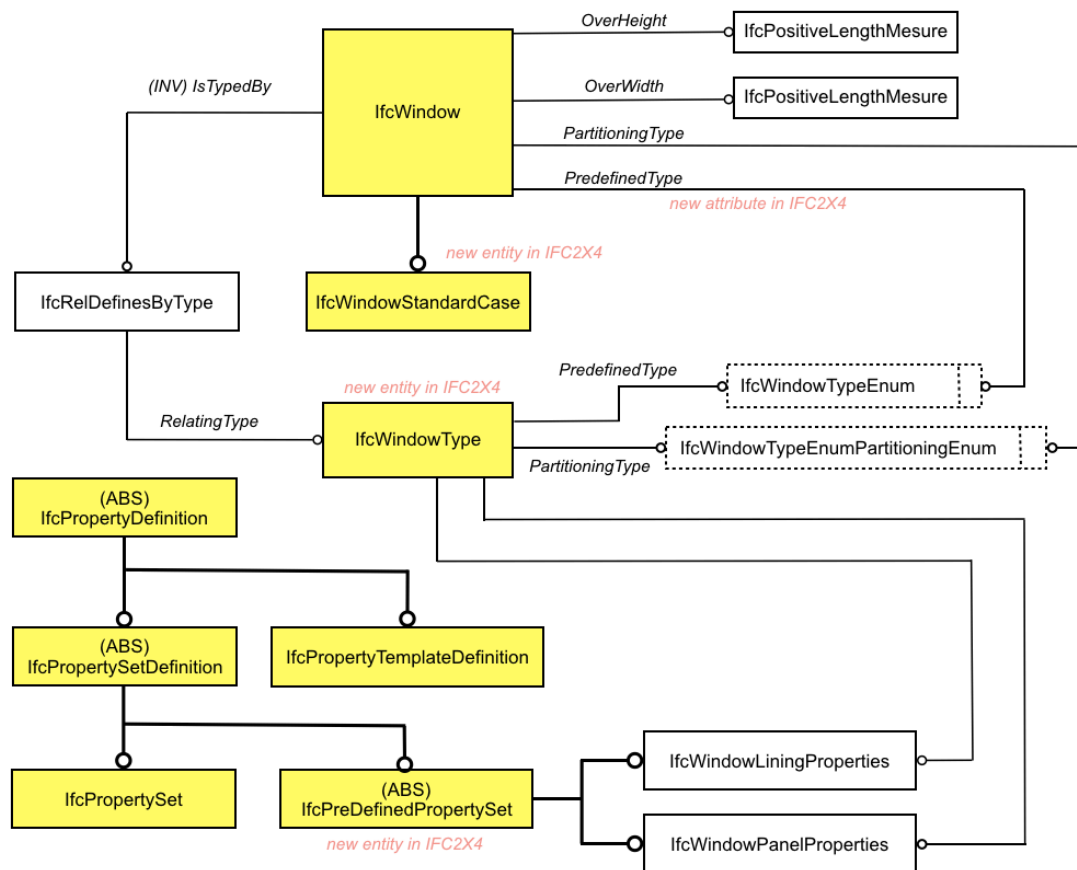 OverHeight
IfcPositiveLengthMesure
(INV) IsTypedBy
OverWidth
IfcPositiveLengthMesure
IfcWindow
PartitioningType
PredefinedType
new attribute in IFC2X4
new entity in IFC2X4
IfcRelDefinesByType
IfcWindowStandardCase
PredefinedType
IfcWindowTypeEnum
new entity in IFC2X4
RelatingType
IfcWindowType
IfcWindowTypeEnumPartitioningEnum
PartitioningType
(ABS)
IfcPropertyDefinition
(ABS)
IfcPropertySetDefinition
IfcPropertyTemplateDefinition
IfcWindowLiningProperties
IfcPropertySet
(ABS)
IfcPreDefinedPropertySet
new entity in IFC2X4
IfcWindowPanelProperties